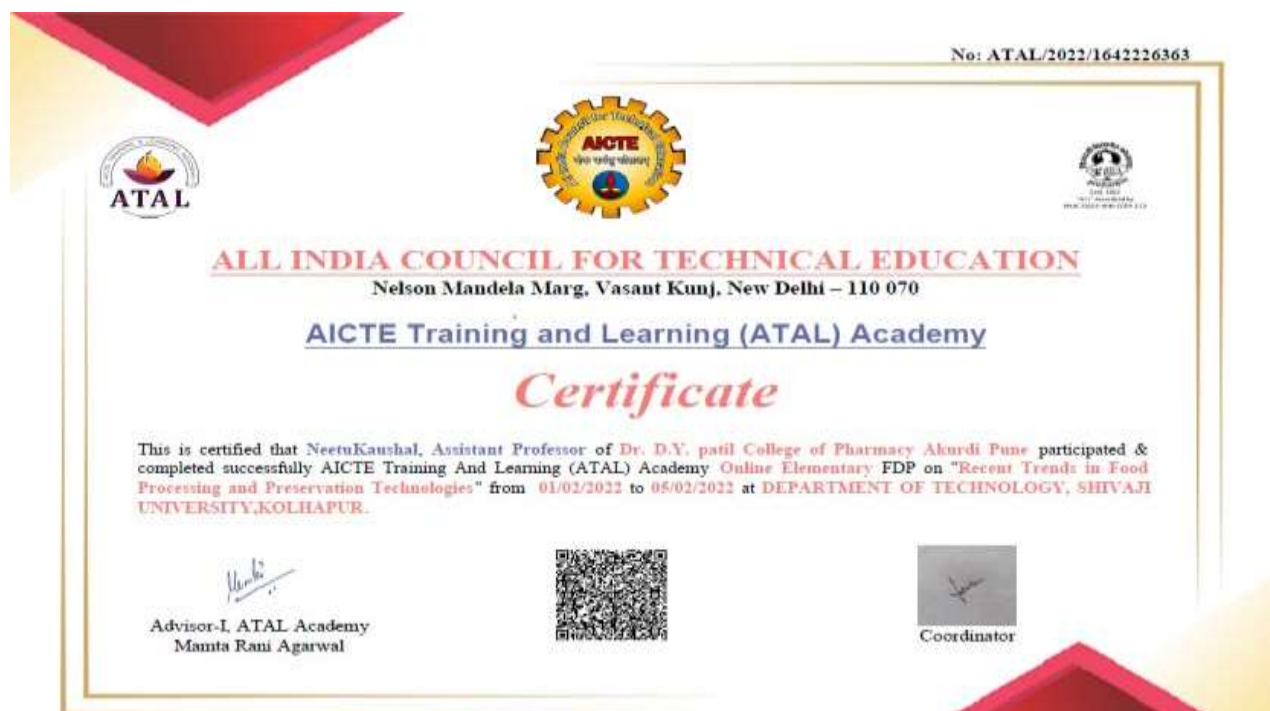 No: ATAL/2022/1642226363
AICTE
ATAL
ALL INDIA COUNCIL FOR TECHNICAL EDUCATION
Nelson Mandela Marg, Vasant Kunj, New Delhi – 110 070
AICTE Training and Learning (ATAL) Academy
Certificate
This is certified that NeetuKaushal, Assistant Professor of Dr. D.Y. patil College of Pharmacy Akurdi Pune participated &
completed successfully AICTE Training And Learning (ATAL) Academy Online Elementary FDP on "Recent Trends in Food
Processing and Preservation Technologies" from 01/02/2022 to 05/02/2022 at DEPARTMENT OF TECHNOLOGY, SHIVAJI
UNIVERSITY,KOLHAPUR.
Advisor-I, ATAL Academy
Mamta Rani Agarwal
Coordinator